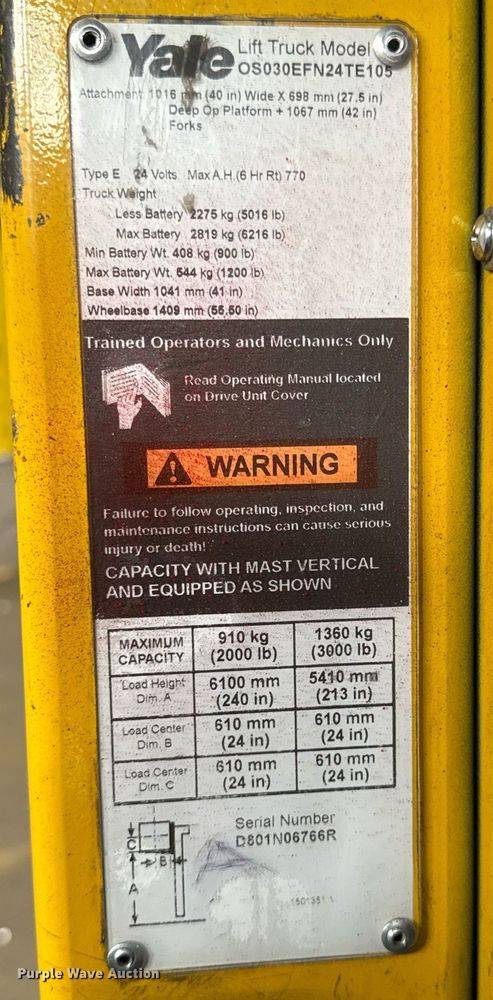 Yale
Lift Truck Model
OS030EFN24TE105
Attachment 1016 mm (40 in) Wide X 698 mm (27.5 in)
Deep Op Platform + 1067 mm (42 in)
Forks
Type E 24 Volts Max A.H.(6 Hr Rt) 770
Truck Weight
Less Battery 2275 kg (5016 lb)
Max Battery 2819 kg (6216 lb)
Min Battery Wt. 408 kg (900 lb)
Max Battery Wt. 544 kg (1200 lb)
Base Width 1041 mm (41 in)
Wheelbase 1409 mm (55.50 in)
Trained Operators and Mechanics Only
Read Operating Manual located
on Drive Unit Cover
WARNING
Failure to follow operating, inspection, and
maintenance instructions can cause serious
injury or death!
CAPACITY WITH MAST VERTICAL
AND EQUIPPED AS SHOWN
MAXIMUM CAPACITY 910 kg (2000 lb) 1360 kg (3000 lb)
Load Height Dim. A 6100 mm (240 in) 5410 mm (213 in)
Load Center Dim. B 610 mm (24 in) 610 mm (24 in)
Load Center Dim. C 610 mm (24 in) 610 mm (24 in)
Serial Number
D801N06766R
C
B
A
Purple Wave Auction